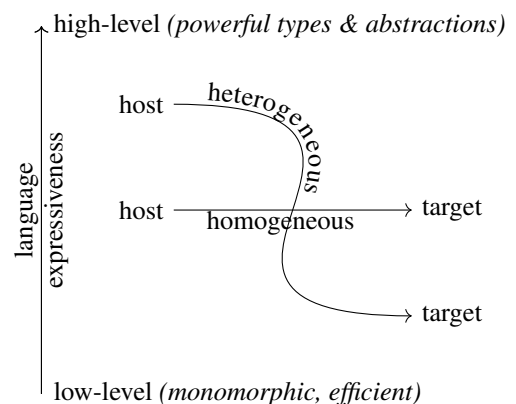 high-level (powerful types & abstractions)
host
heterogeneous
language
expressiveness
host
homogeneous
target
target
low-level (monomorphic, efficient)